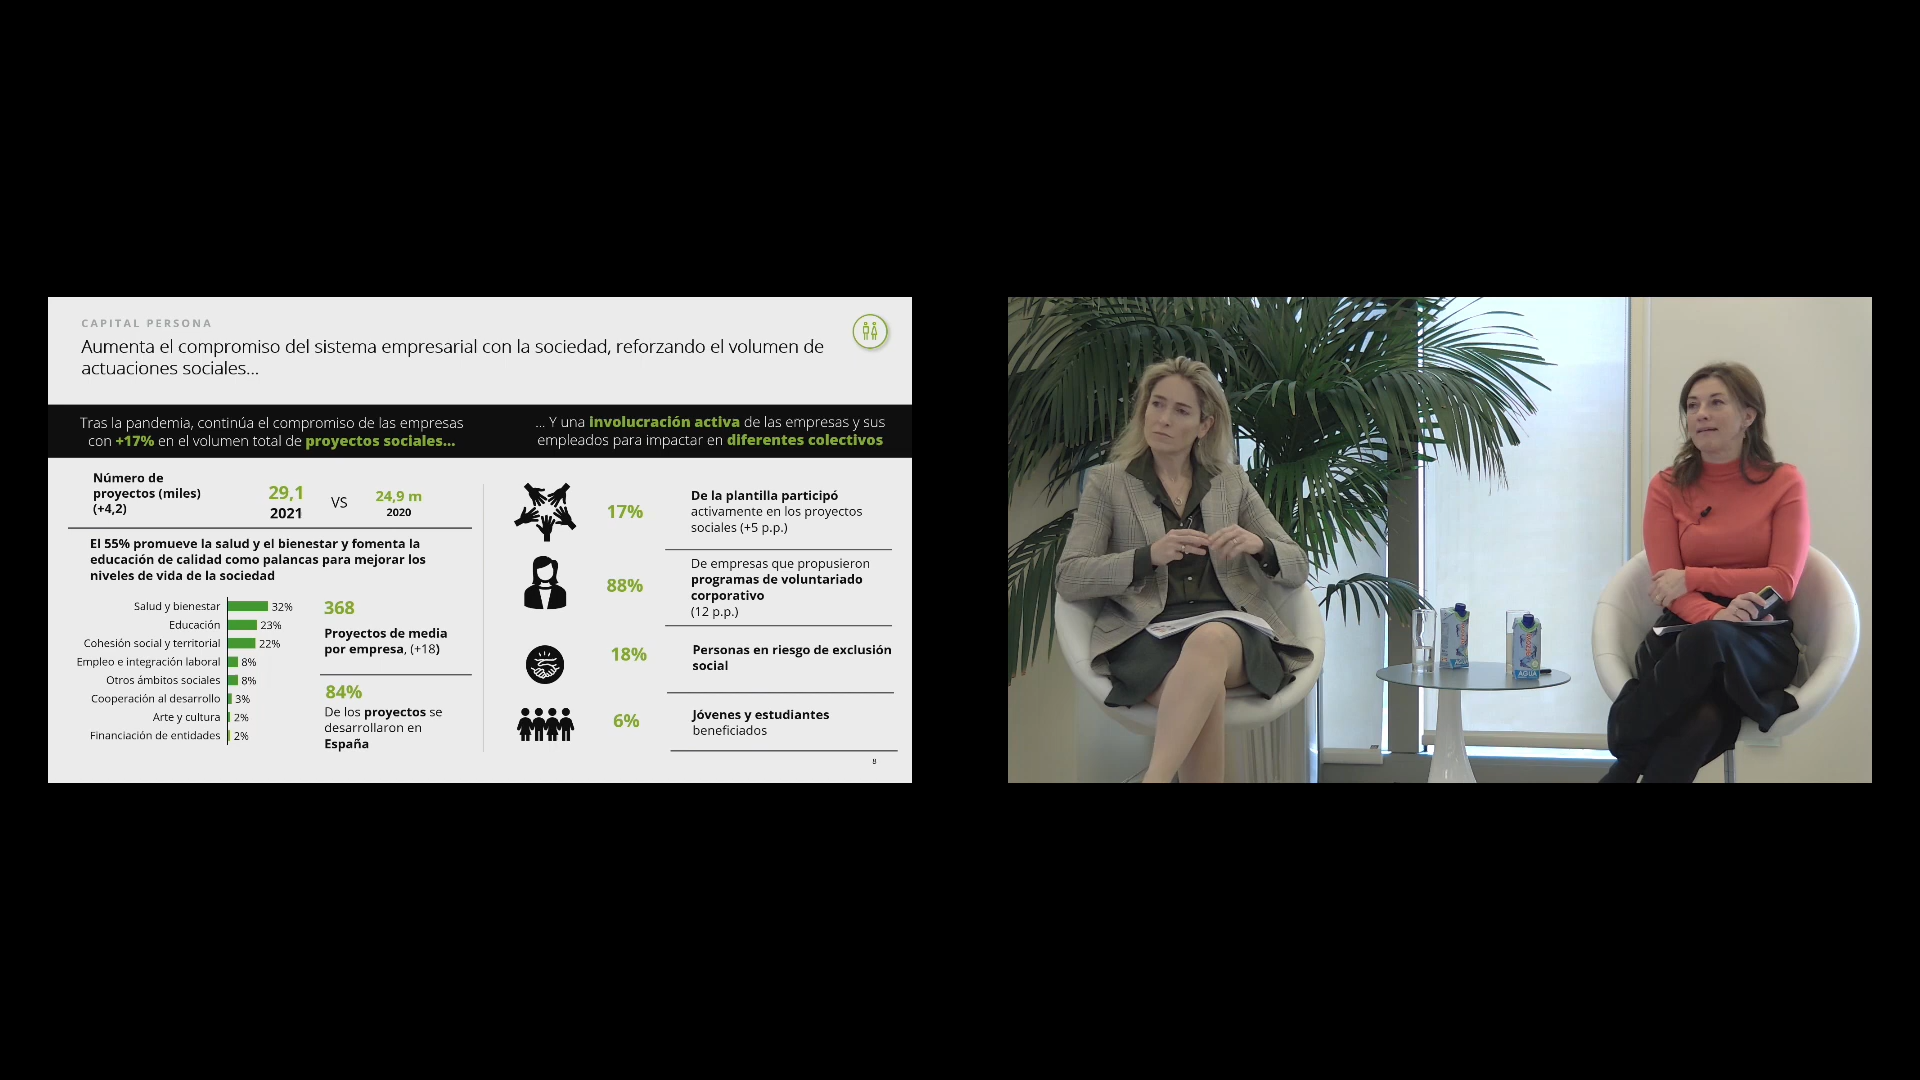 CAPITAL PERSONA
Aumenta el compromiso del sistema empresarial con la sociedad, reforzando el volumen de
actuaciones sociales...
Tras la pandemia, continúa el compromiso de las empresas
con +17% en el volumen total de proyectos sociales...
... Y una involucración activa de las empresas y sus
empleados para impactar en diferentes colectivos
Número de
proyectos (miles)
(+4,2)
29,1
2021
VS
24,9 m
2020
El 55% promueve la salud y el bienestar y fomenta la
educación de calidad como palancas para mejorar los
niveles de vida de la sociedad
Salud y bienestar 32%
Educación 23%
Cohesión social y territorial 22%
Empleo e integración laboral 8%
Otros ámbitos sociales 8%
Cooperación al desarrollo 3%
Arte y cultura 2%
Financiación de entidades 2%
368
Proyectos de media
por empresa, (+18)
84%
De los proyectos se
desarrollaron en
España
17%
De la plantilla participó
activamente en los proyectos
sociales (+5 p.p.)
88%
De empresas que propusieron
programas de voluntariado
corporativo
(12 p.p.)
18%
Personas en riesgo de exclusión
social
6%
Jóvenes y estudiantes
beneficiados
8
AGUA